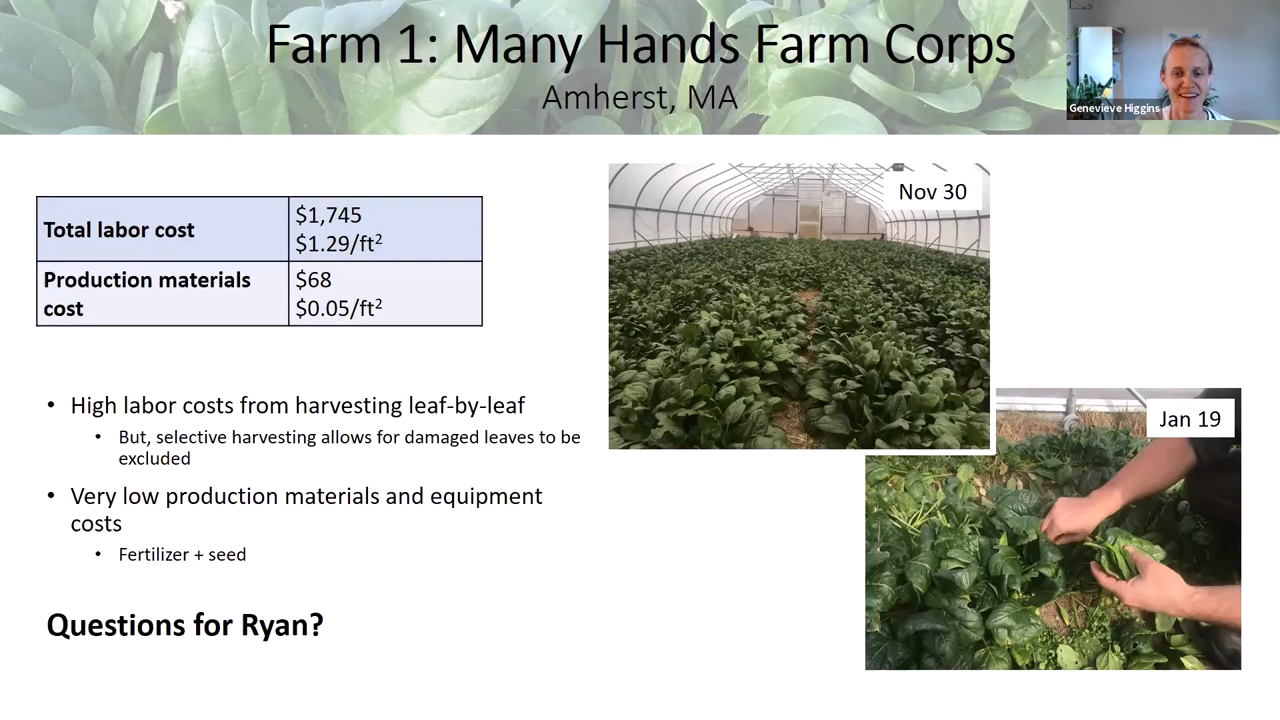 Farm 1: Many Hands Farm Corps
Amherst, MA
Genevieve Higgins
Total labor cost
$1,745
$1.29/ft²
Production materials
cost
$68
$0.05/ft²
• High labor costs from harvesting leaf-by-leaf
• But, selective harvesting allows for damaged leaves to be
excluded
• Very low production materials and equipment
costs
• Fertilizer + seed
Questions for Ryan?
Nov 30
Jan 19